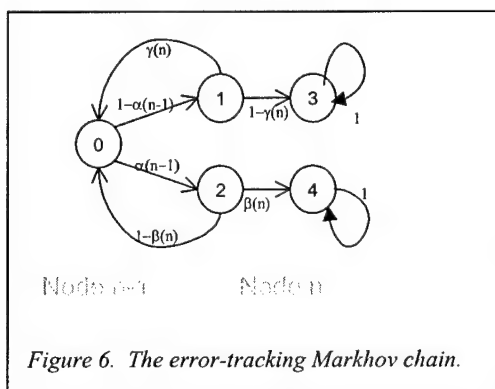 γ(n)
1
3
1-α(n-1)
1-γ(n)
1
0
α(n-1)
2
4
1
β(n)
1-β(n)
Node n-1 Node n
Figure 6. The error-tracking Markhov chain.